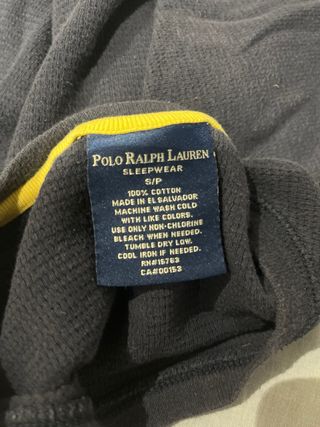 POLO RALPH LAUREN
SLEEPWEAR
S/P
100% COTTON
MADE IN EL SALVADOR
MACHINE WASH COLD
WITH LIKE COLORS.
USE ONLY NON-CHLORINE
BLEACH WHEN NEEDED.
TUMBLE DRY LOW.
COOL IRON IF NEEDED.
RN#16763
CA#00153